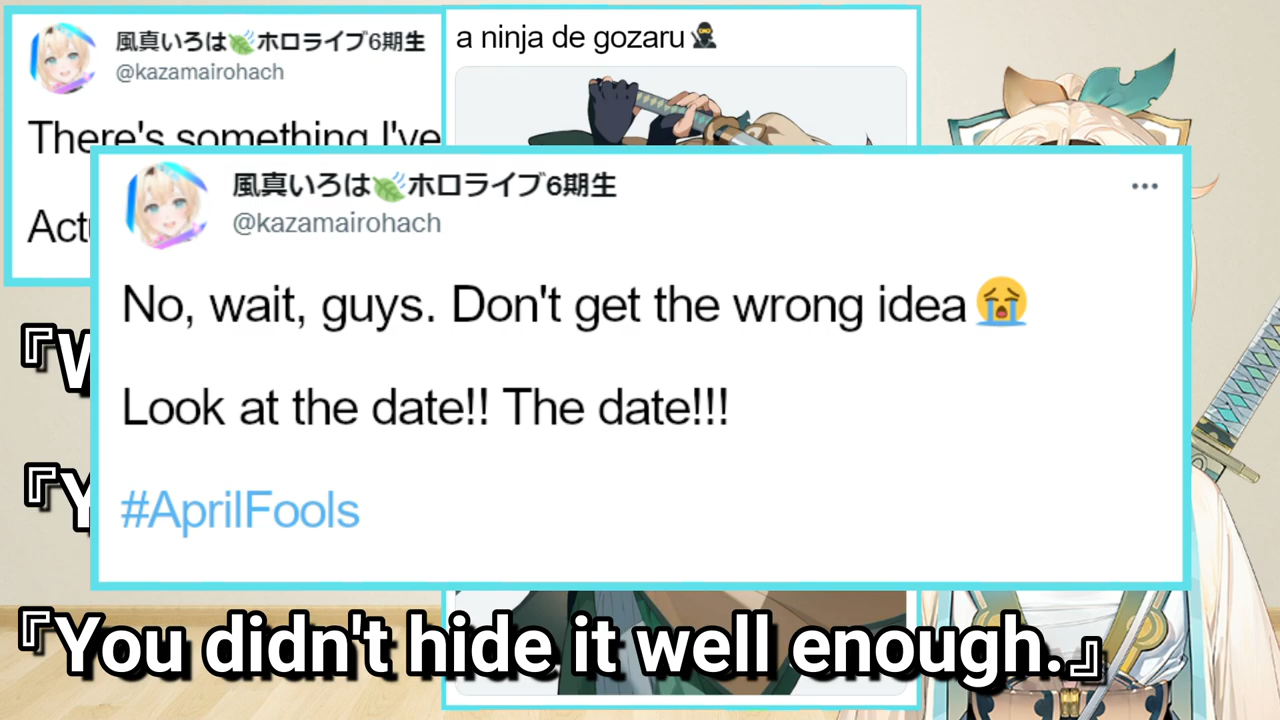 風真いろは🍃ホロライブ6期生
@kazamairohach
There's something I've
a ninja de gozaru🥷
風真いろは🍃ホロライブ6期生
@kazamairohach
No, wait, guys. Don't get the wrong idea😭
Look at the date!! The date!!!
#AprilFools
『You didn't hide it well enough.』